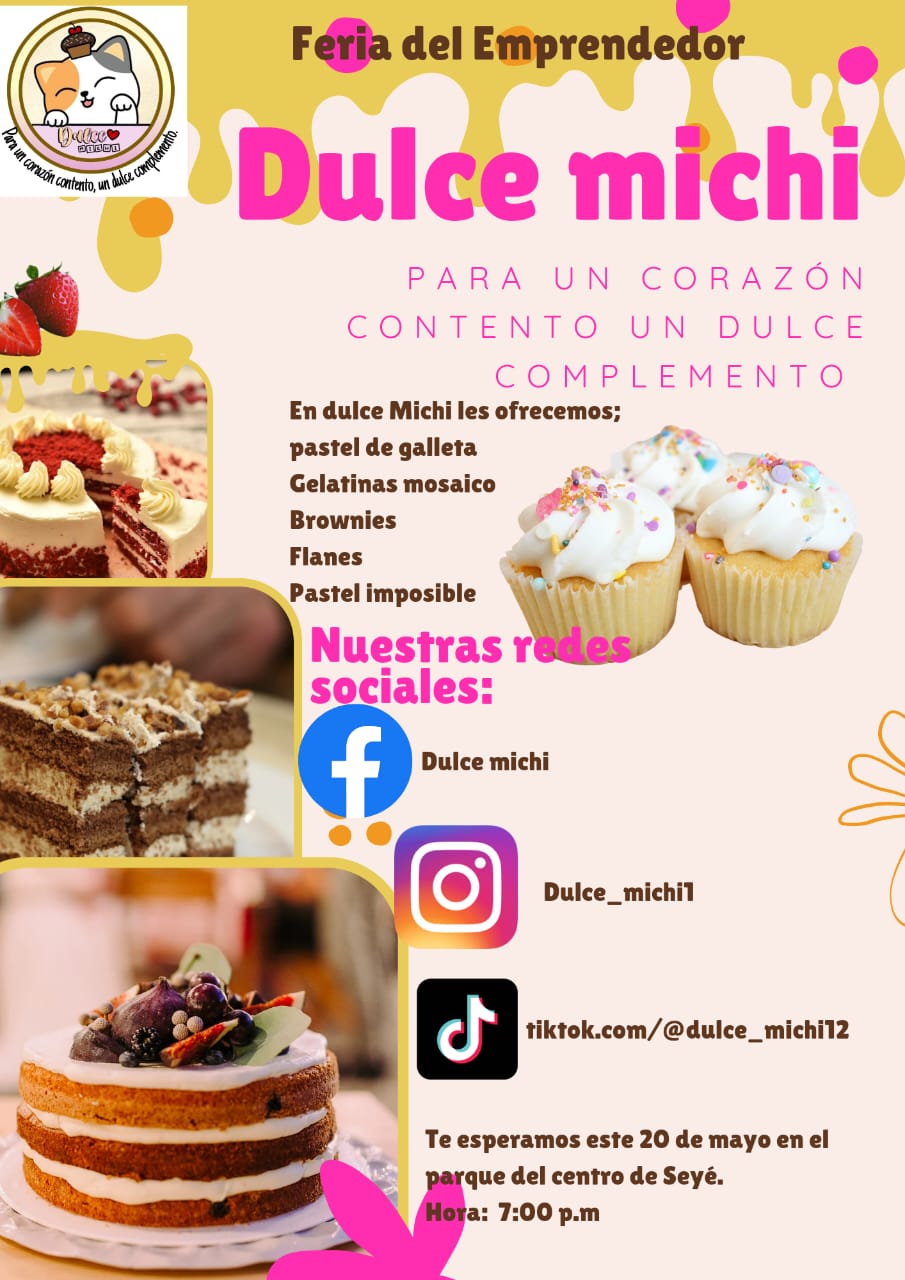 Feria del Emprendedor
Dulce
MICHI
Para un corazón contento, un dulce complemento.
Dulce michi
PARA UN CORAZÓN
CONTENTO UN DULCE
COMPLEMENTO
En dulce Michi les ofrecemos;
pastel de galleta
Gelatinas mosaico
Brownies
Flanes
Pastel imposible
Nuestras redes
sociales:
Dulce michi
Dulce_michi1
tiktok.com/@dulce_michi12
Te esperamos este 20 de mayo en el
parque del centro de Seyé.
Hora: 7:00 p.m